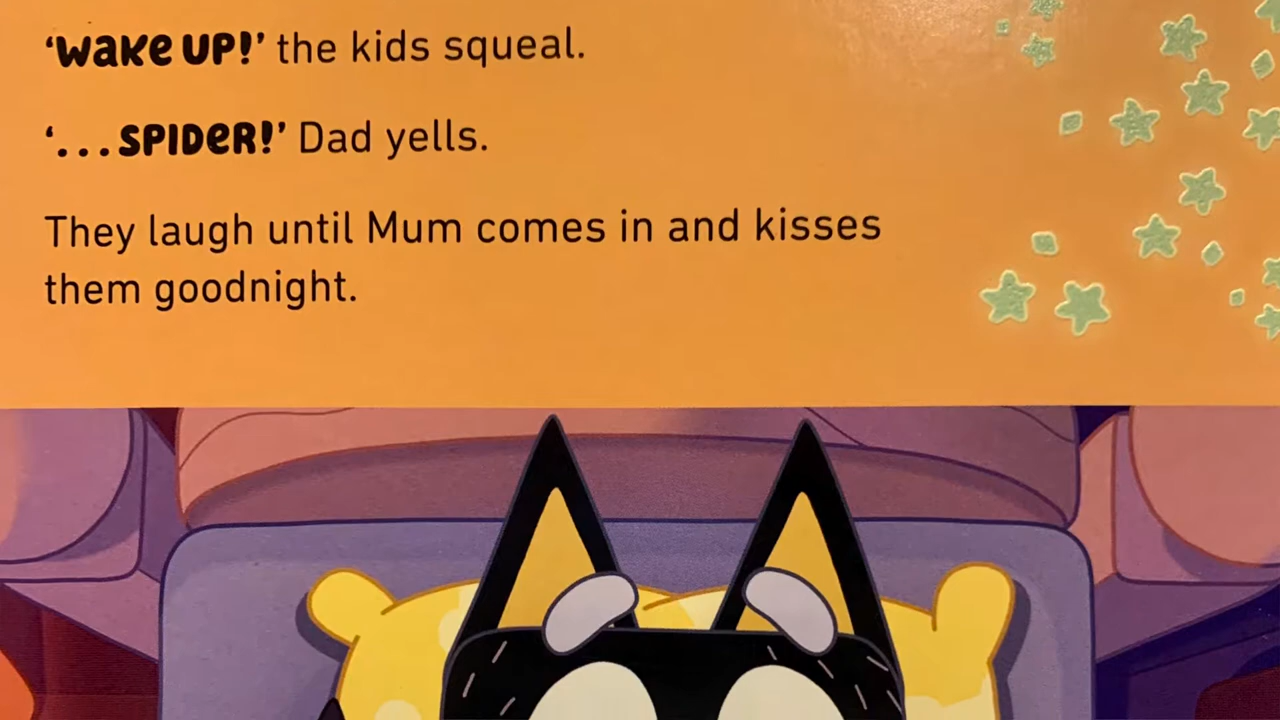 ‘WAKE UP!’ the kids squeal.
‘...SPIDER!’ Dad yells.
They laugh until Mum comes in and kisses
them goodnight.